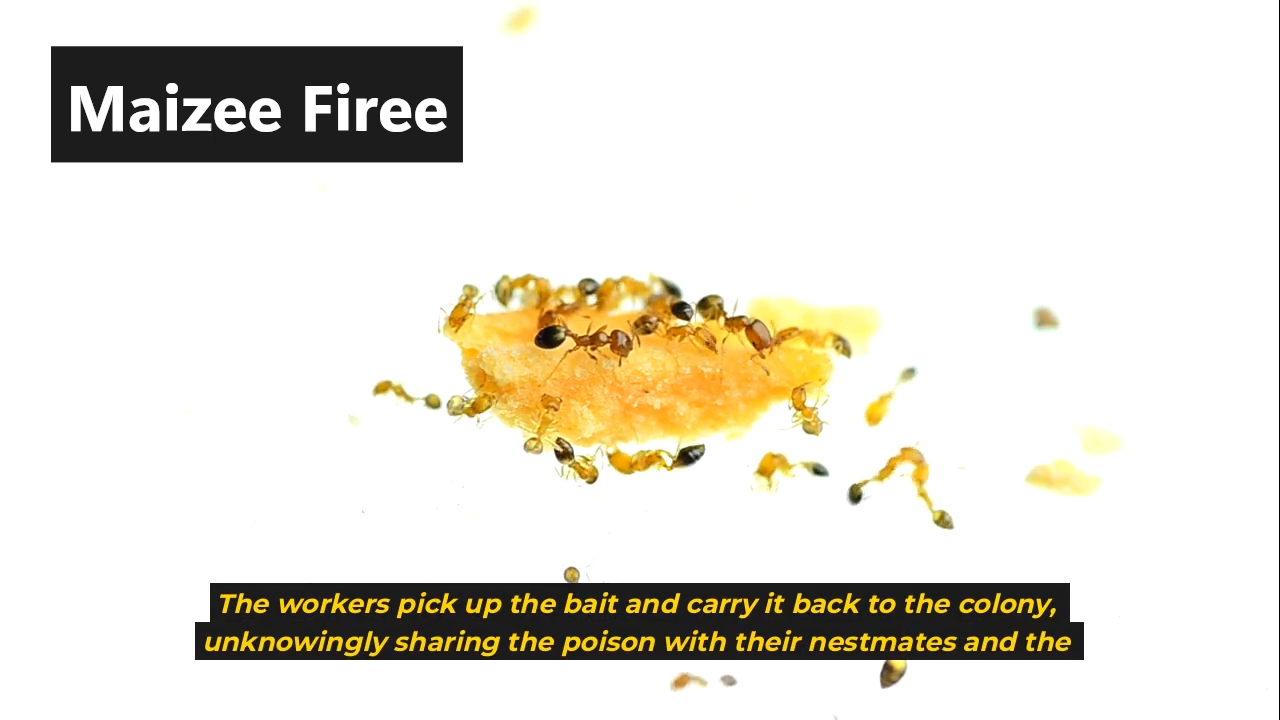 Maizee Firee
The workers pick up the bait and carry it back to the colony,
unknowingly sharing the poison with their nestmates and the